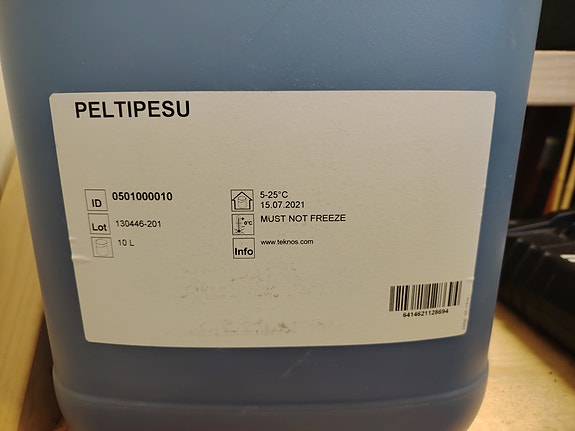 PELTIPESU
ID 0501000010
Lot 130446-201
10 L
5-25°C
15.07.2021
0°C MUST NOT FREEZE
Info www.teknos.com
6414621128694